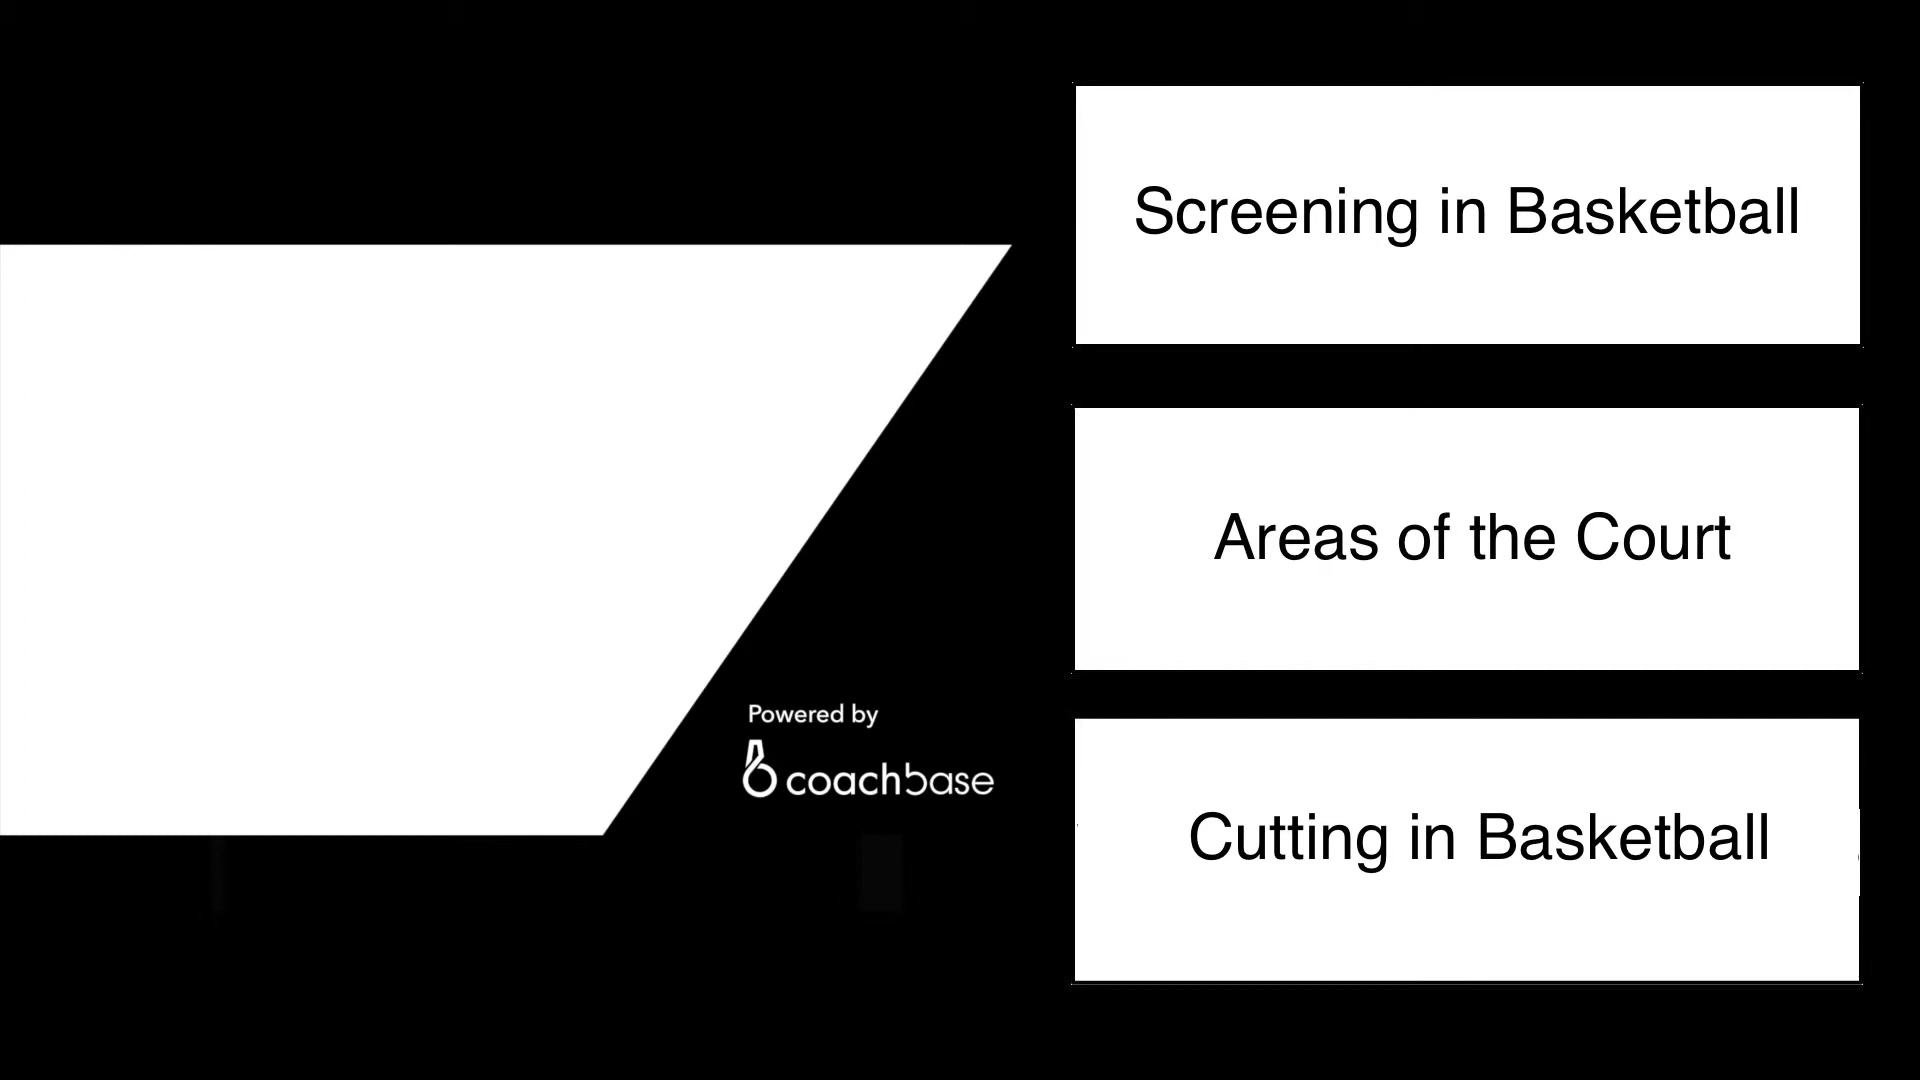 Screening in Basketball
Areas of the Court
Powered by
coachbase
Cutting in Basketball